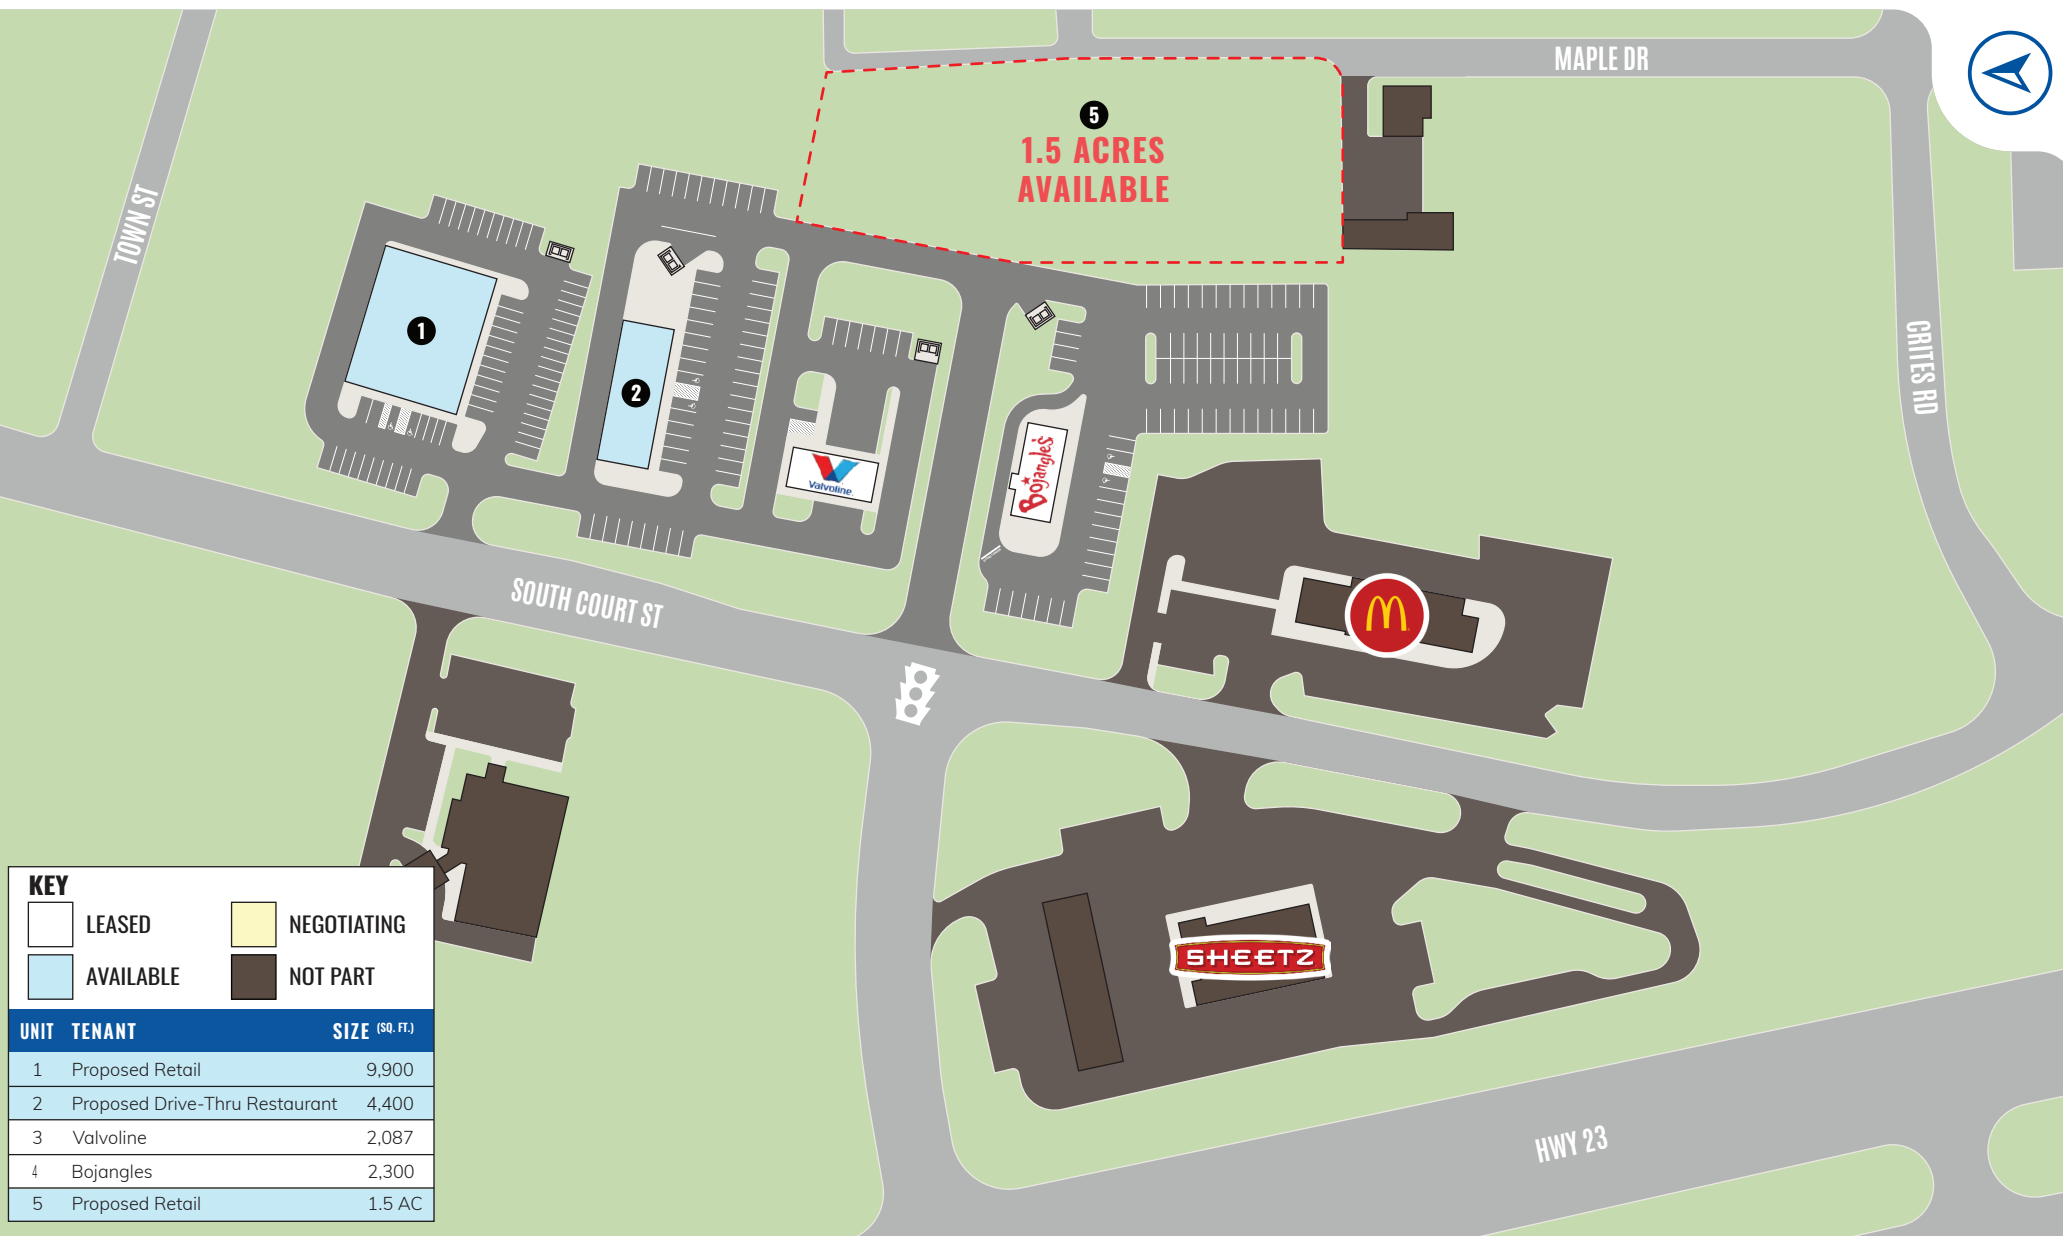 MAPLE DR
5
1.5 ACRES
AVAILABLE
TOWN ST
1
2
CRITES RD
Bojangles
Valvoline
SOUTH COURT ST
SHEETZ
HWY 23
KEY
LEASED
NEGOTIATING
AVAILABLE
NOT PART
UNIT TENANT SIZE (SQ. FT.)
1 Proposed Retail 9,900
2 Proposed Drive-Thru Restaurant 4,400
3 Valvoline 2,087
4 Bojangles 2,300
5 Proposed Retail 1.5 AC